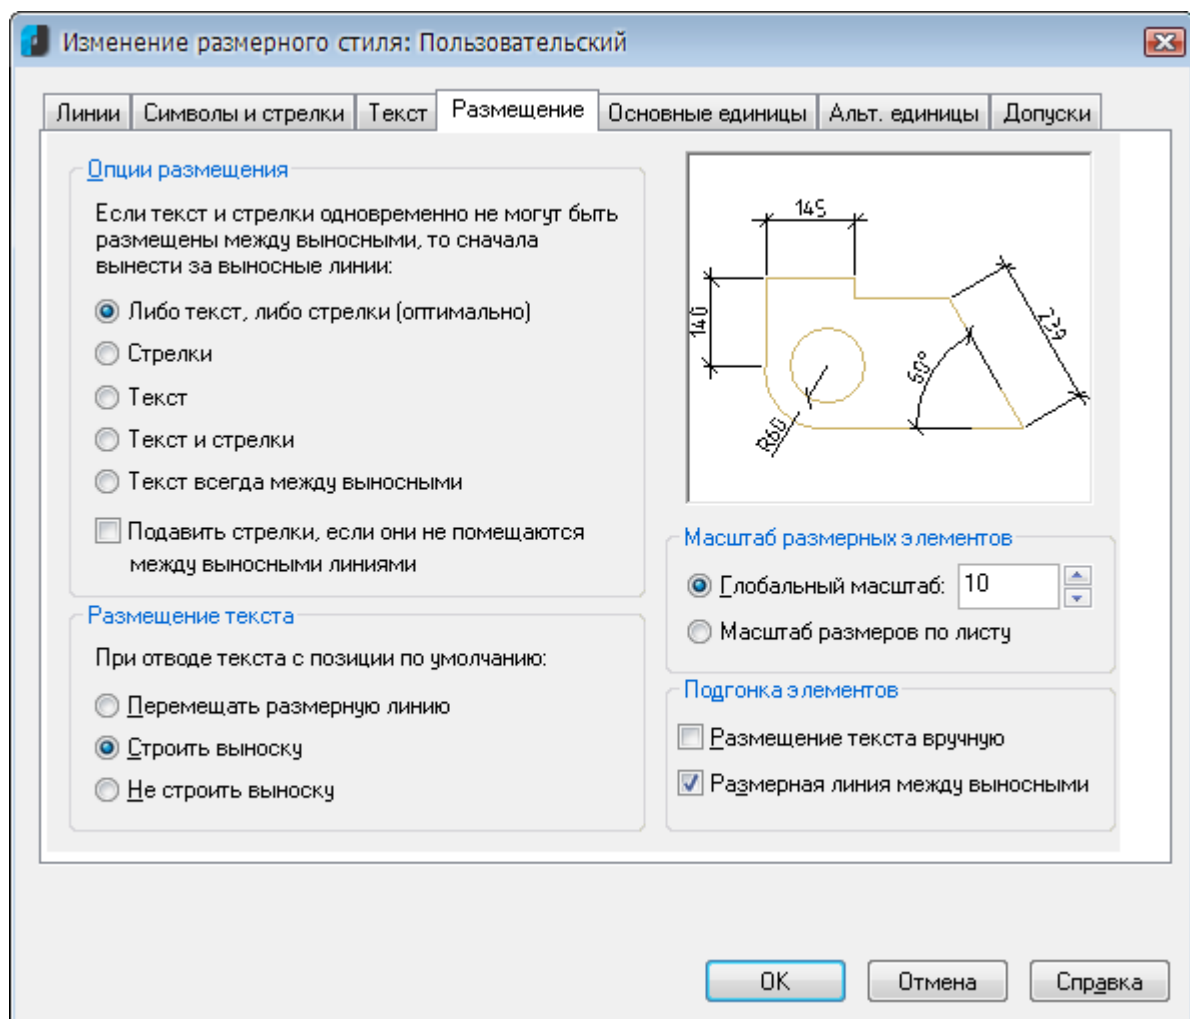 Изменение размерного стиля: Пользовательский
Линии
Символы и стрелки
Текст
Размещение
Основные единицы
Альт. единицы
Допуски
Опции размещения
Если текст и стрелки одновременно не могут быть
размещены между выносными, то сначала
вынести за выносные линии:
Либо текст, либо стрелки (оптимально)
Стрелки
Текст
Текст и стрелки
Текст всегда между выносными
Подавить стрелки, если они не помещаются
между выносными линиями
Размещение текста
При отводе текста с позиции по умолчанию:
Перемещать размерную линию
Строить выноску
Не строить выноску
145
140
239
60°
R60
Масштаб размерных элементов
Глобальный масштаб: 10
Масштаб размеров по листу
Подгонка элементов
Размещение текста вручную
Размерная линия между выносными
ОК
Отмена
Справка